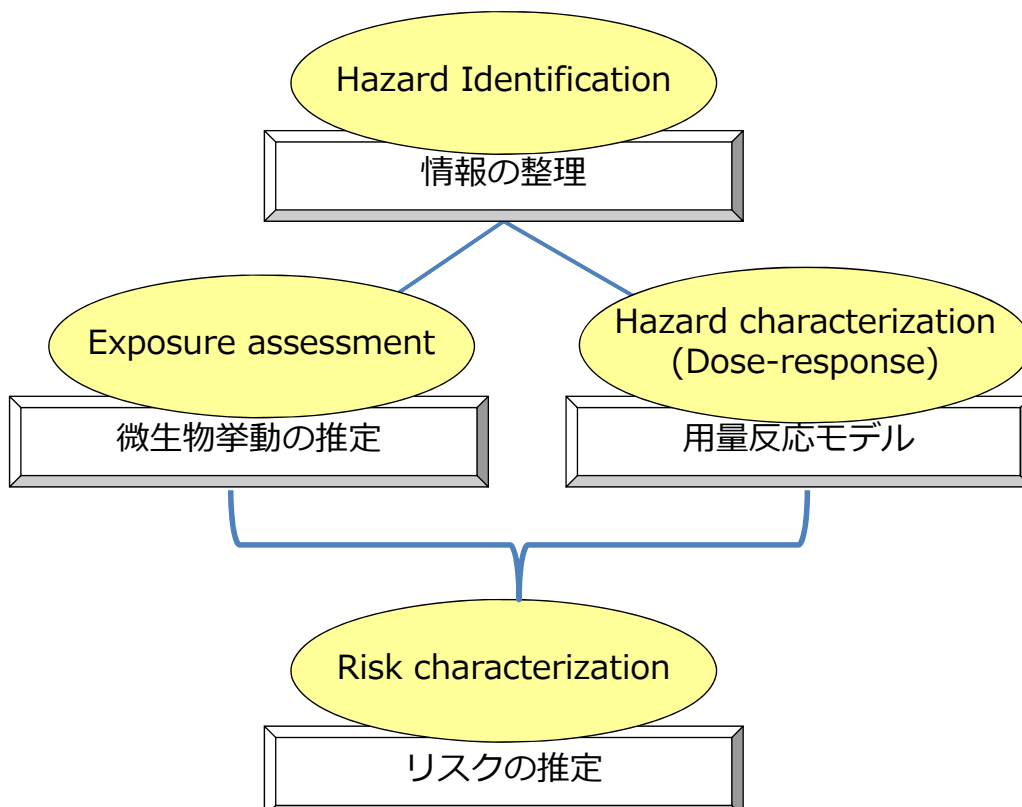 Hazard Identification
情報の整理
Exposure assessment
微生物挙動の推定
Hazard characterization
(Dose-response)
用量反応モデル
Risk characterization
リスクの推定